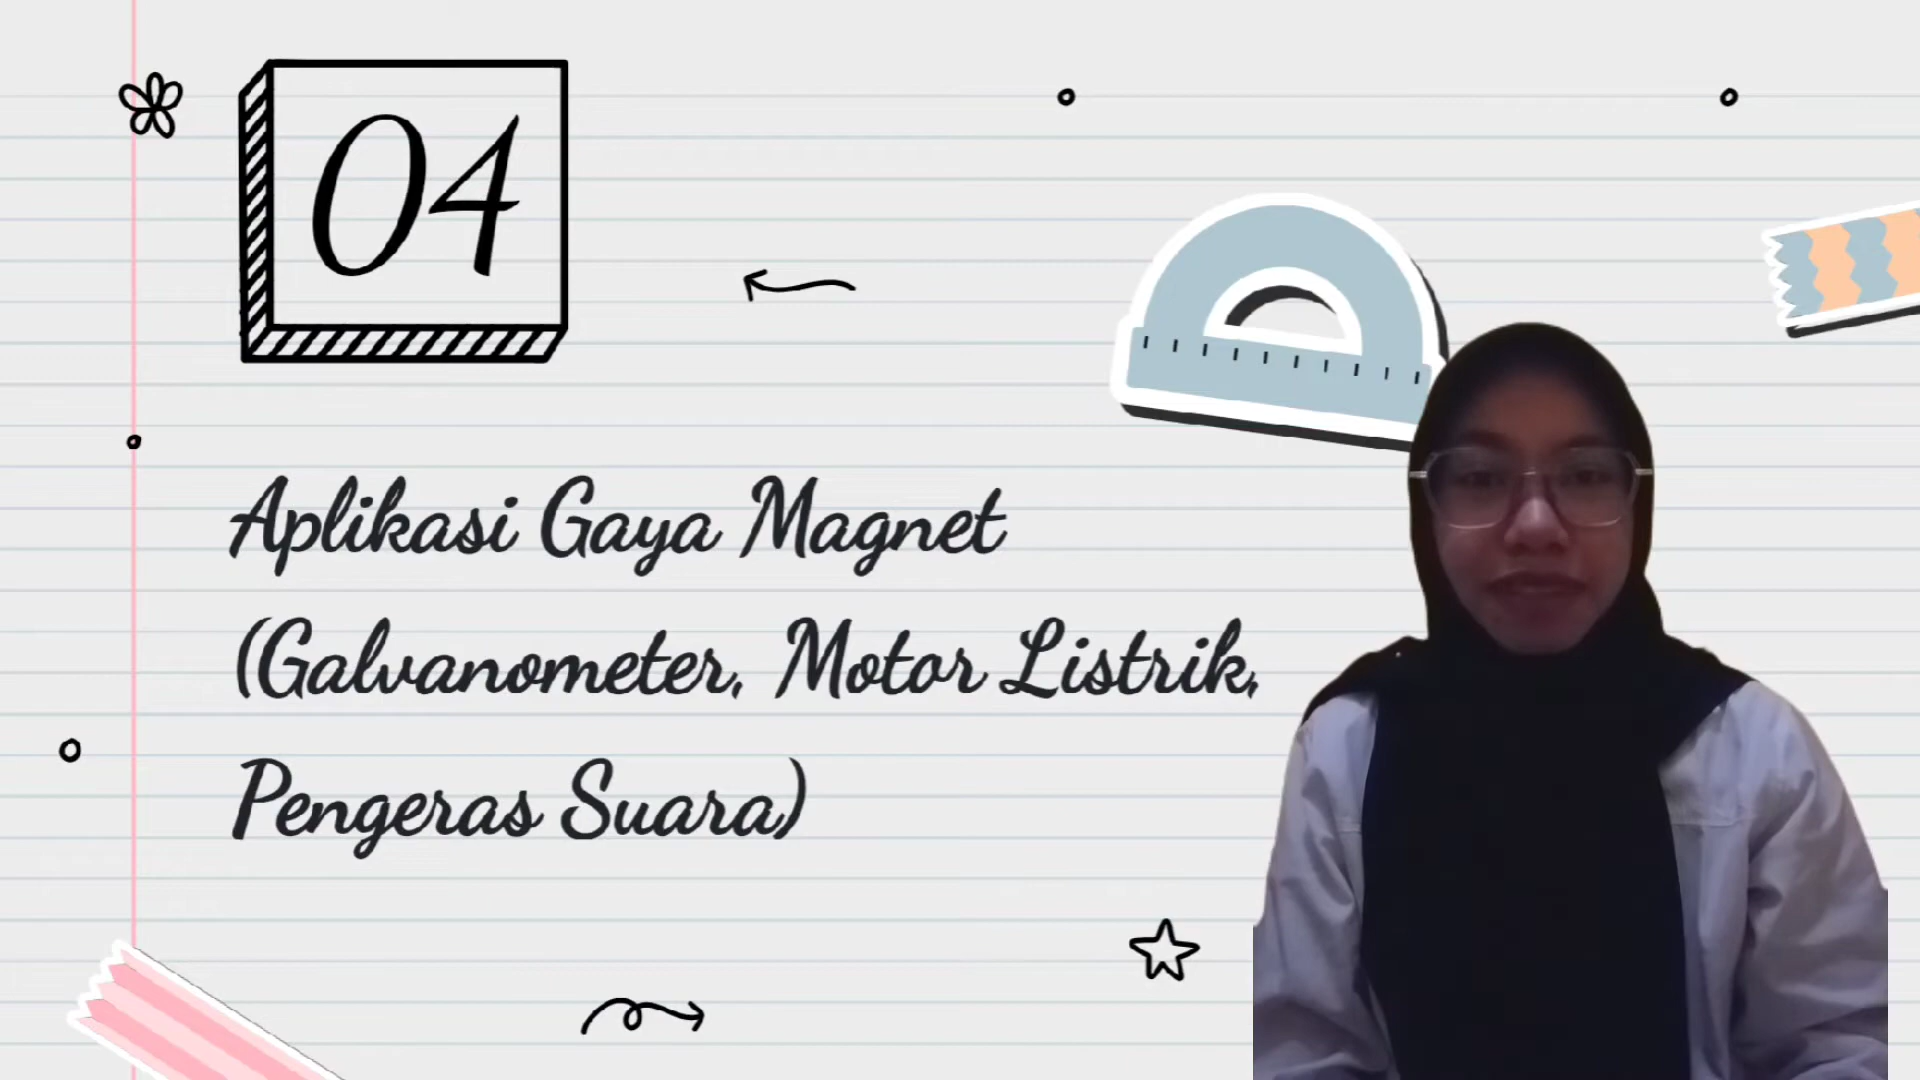 04
Aplikasi Gaya Magnet
(Galvanometer, Motor Listrik,
Pengeras Suara)